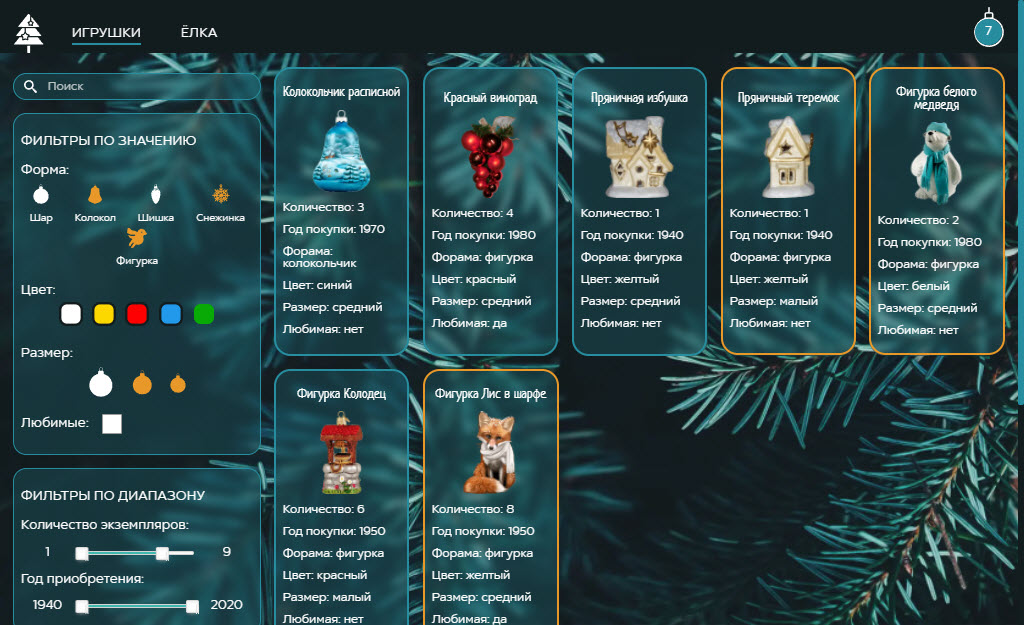 ИГРУШКИ
ЁЛКА
7
Поиск
ФИЛЬТРЫ ПО ЗНАЧЕНИЮ
Форма:
Шар
Колокол
Шишка
Снежинка
Фигурка
Цвет:
Размер:
Любимые:
ФИЛЬТРЫ ПО ДИАПАЗОНУ
Количество экземпляров:
1
9
Год приобретения:
1940
2020
Колокольчик расписной
Количество: 3
Год покупки: 1970
Форама:
колокольчик
Цвет: синий
Размер: средний
Любимая: нет
Красный виноград
Количество: 4
Год покупки: 1980
Форама: фигурка
Цвет: красный
Размер: средний
Любимая: да
Пряничная избушка
Количество: 1
Год покупки: 1940
Форама: фигурка
Цвет: желтый
Размер: средний
Любимая: нет
Пряничный теремок
Количество: 1
Год покупки: 1940
Форама: фигурка
Цвет: желтый
Размер: малый
Любимая: нет
Фигурка белого
медведя
Количество: 2
Год покупки: 1980
Форама: фигурка
Цвет: белый
Размер: средний
Любимая: нет
Фигурка Колодец
Количество: 6
Год покупки: 1950
Форама: фигурка
Цвет: красный
Размер: малый
Любимая: нет
Фигурка Лис в шарфе
Количество: 8
Год покупки: 1950
Форама: фигурка
Цвет: желтый
Размер: средний
Любимая: да